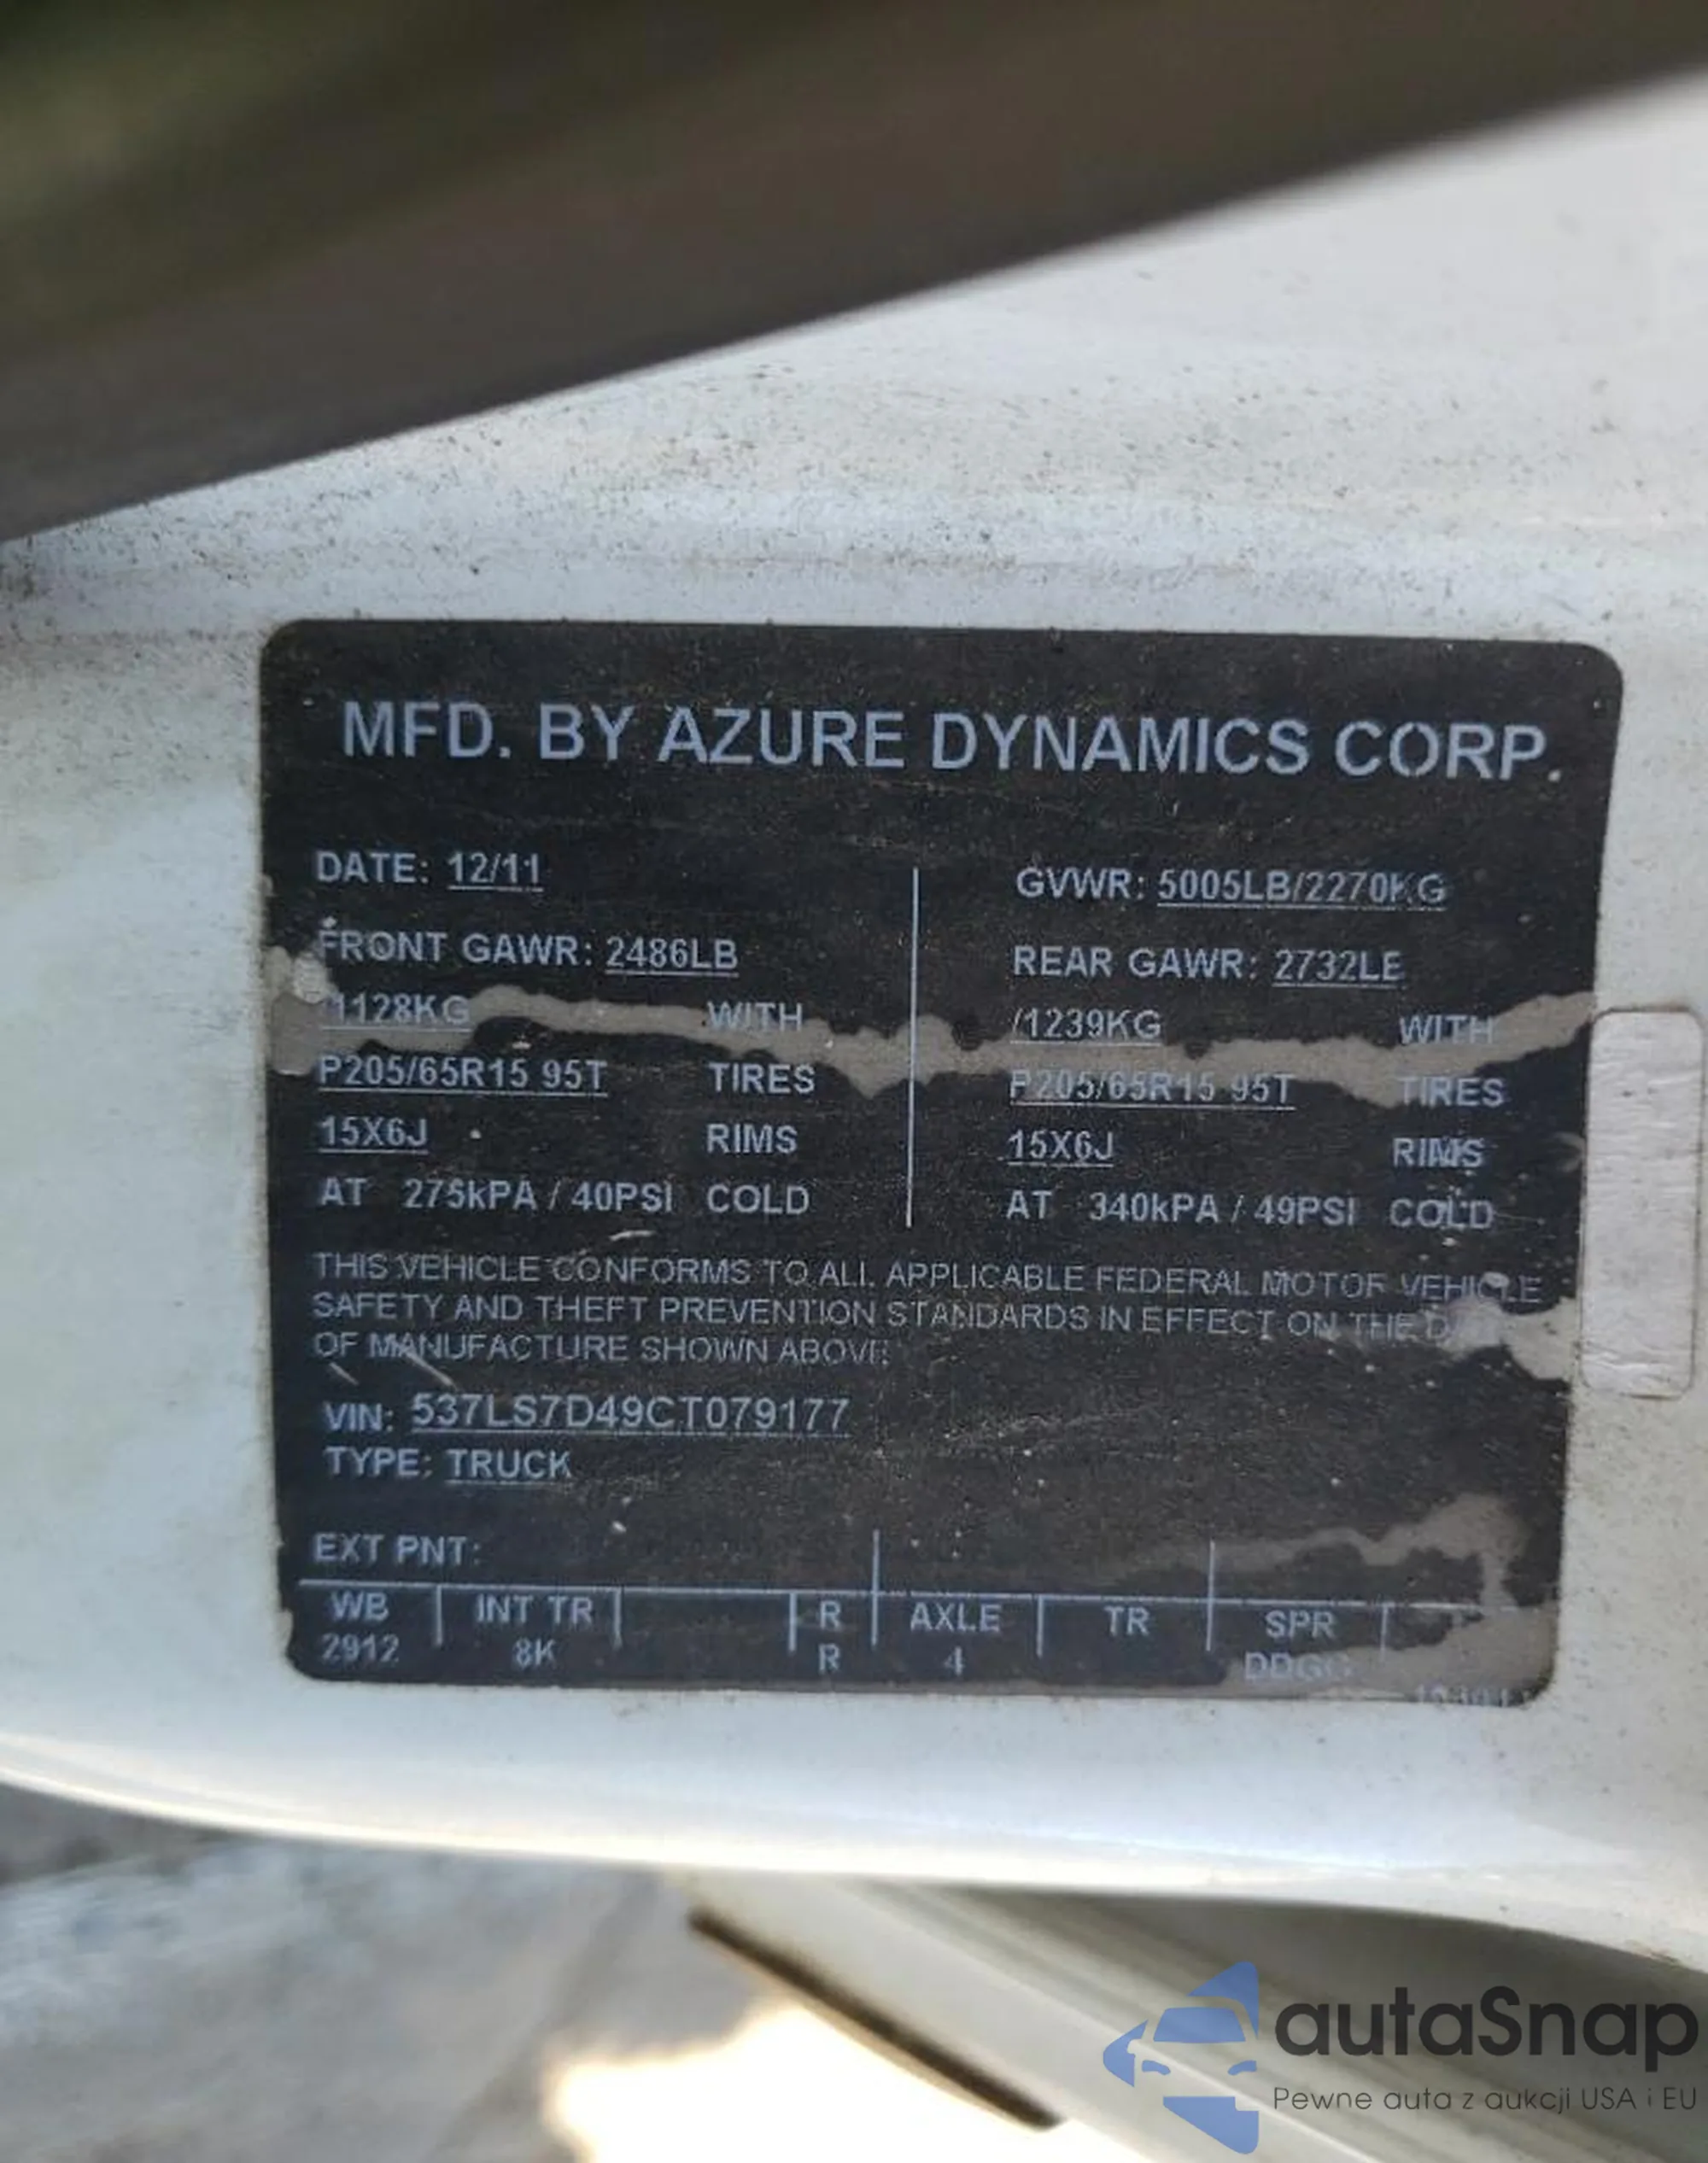 MFD. BY AZURE DYNAMICS CORP.
DATE: 12/11
FRONT GAWR: 2486LB
/1128KG WITH
P205/65R15 95T TIRES
15X6J RIMS
AT 275kPA / 40PSI COLD
GVWR: 5005LB/2270KG
REAR GAWR: 2732LB
/1239KG WITH
P205/65R15 95T TIRES
15X6J RIMS
AT 340kPA / 49PSI COLD
THIS VEHICLE CONFORMS TO ALL APPLICABLE FEDERAL MOTOR VEHICLE
SAFETY AND THEFT PREVENTION STANDARDS IN EFFECT ON THE
OF MANUFACTURE SHOWN ABOVE
VIN: 537LS7D49CT079177
TYPE: TRUCK
EXT PNT:
WB INT TR R AXLE TR SPR
2912 8K R 4
autaSnap
Pewne auta z aukcji USA i EU